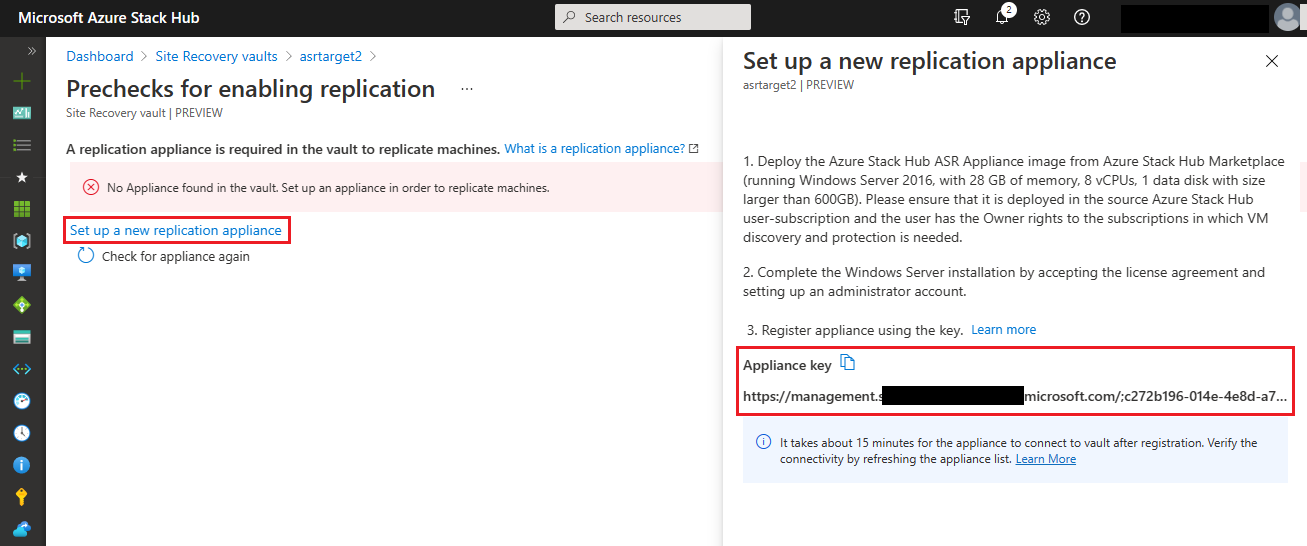 Microsoft Azure Stack Hub
Search resources
2
Dashboard > Site Recovery vaults > asrtarget2 >
Prechecks for enabling replication ...
Site Recovery vault | PREVIEW
A replication appliance is required in the vault to replicate machines. What is a replication appliance?
No Appliance found in the vault. Set up an appliance in order to replicate machines.
Set up a new replication appliance
Check for appliance again
Set up a new replication appliance
asrtarget2 | PREVIEW
1. Deploy the Azure Stack Hub ASR Appliance image from Azure Stack Hub Marketplace
(running Windows Server 2016, with 28 GB of memory, 8 vCPUs, 1 data disk with size
larger than 600GB). Please ensure that it is deployed in the source Azure Stack Hub
user-subscription and the user has the Owner rights to the subscriptions in which VM
discovery and protection is needed.
2. Complete the Windows Server installation by accepting the license agreement and
setting up an administrator account.
3. Register appliance using the key. Learn more
Appliance key
https://management.s microsoft.com/;c272b196-014e-4e8d-a7...
It takes about 15 minutes for the appliance to connect to vault after registration. Verify the
connectivity by refreshing the appliance list. Learn More